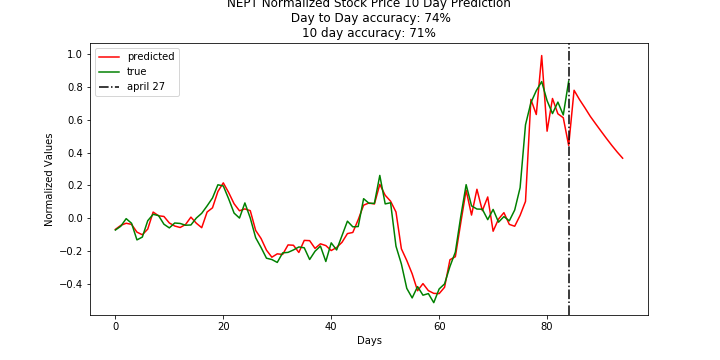 NEPT Normalized Stock Price 10 Day Prediction
Day to Day accuracy: 74%
10 day accuracy: 71%
predicted
true
april 27
Normalized Values
1.0
0.8
0.6
0.4
0.2
0.0
−0.2
−0.4
0
20
40
60
80
Days